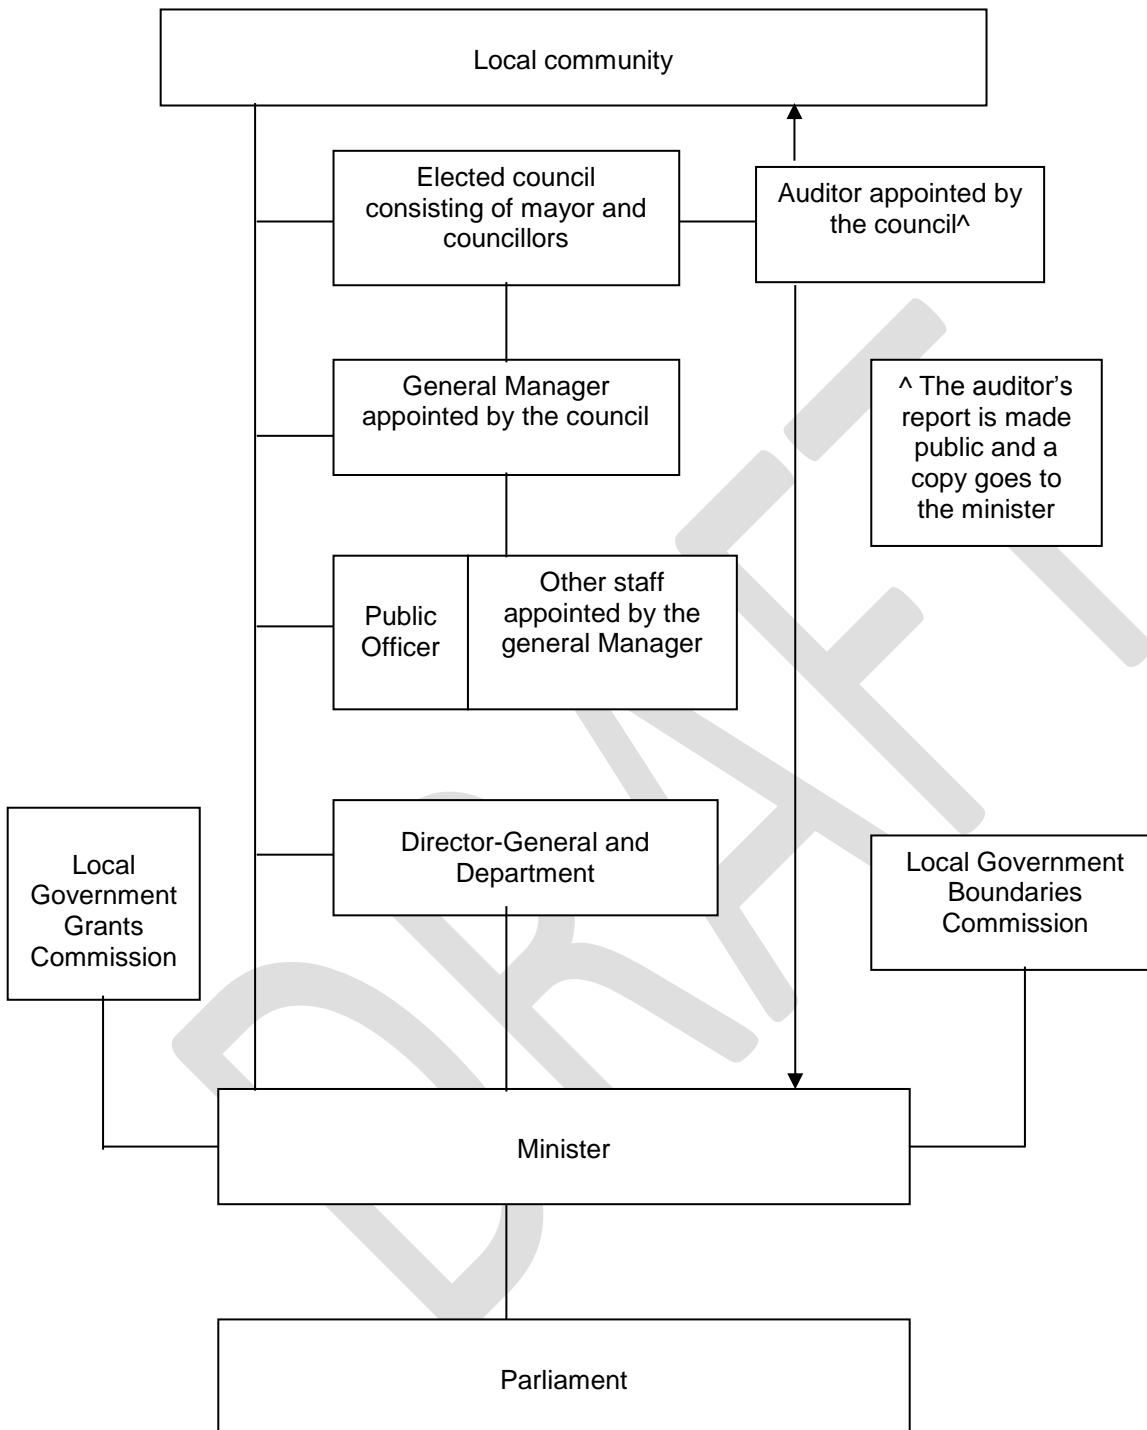 Local community
Elected council
consisting of mayor and
councillors
Auditor appointed by
the council^
General Manager
appointed by the council
^ The auditor’s
report is made
public and a
copy goes to
the minister
Public
Officer
Other staff
appointed by the
general Manager
Director-General and
Department
Local
Government
Grants
Commission
Local Government
Boundaries
Commission
Minister
Parliament
DRAFT